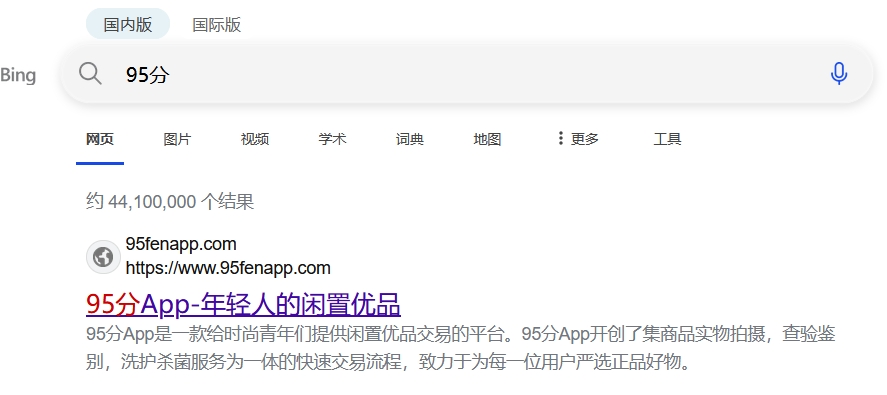 国内版 国际版
Bing 95分
网页 图片 视频 学术 词典 地图 更多 工具
约 44,100,000 个结果
95fenapp.com
https://www.95fenapp.com
95分App-年轻人的闲置优品
95分App是一款给时尚青年们提供闲置优品交易的平台。95分App开创了集商品实物拍摄，查验鉴
别，洗护杀菌服务为一体的快速交易流程，致力于为每一位用户严选正品好物。